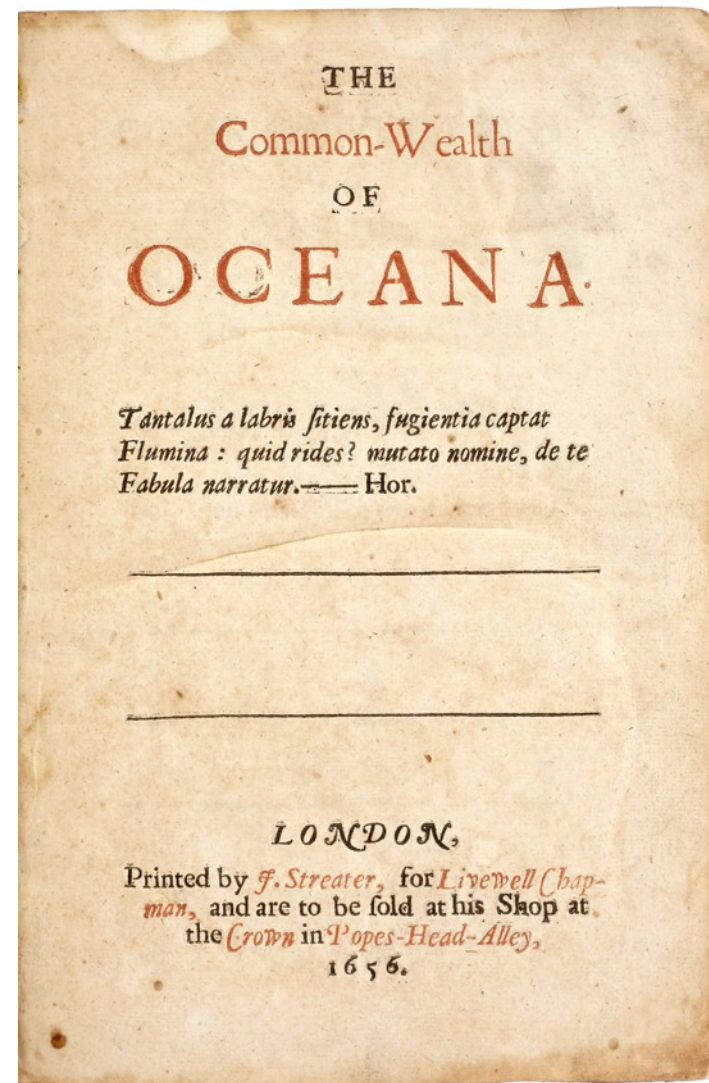 THE
Common-Wealth
OF
OCEANA.
Tantalus a labris ſitiens, fugientia captat
Flumina : quid rides? mutato nomine, de te
Fabula narratur.—— Hor.
LONDON,
Printed by J. Streater, for Livewell Chap-
man, and are to be ſold at his Shop at
the Crown in Popes-Head-Alley,
1656.